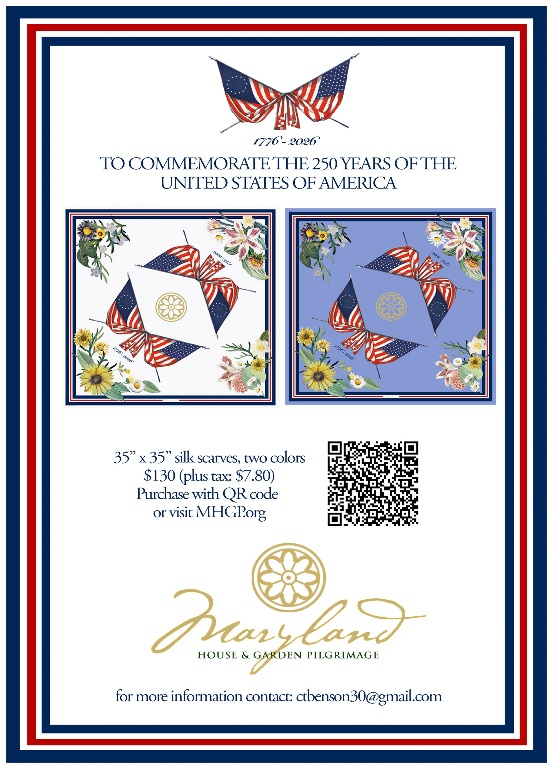 1776 - 2026
TO COMMEMORATE THE 250 YEARS OF THE
UNITED STATES OF AMERICA
35” x 35” silk scarves, two colors
$130 (plus tax: $7.80)
Purchase with QR code
or visit MHGP.org
Maryland
HOUSE & GARDEN PILGRIMAGE
for more information contact: ctbenson30@gmail.com